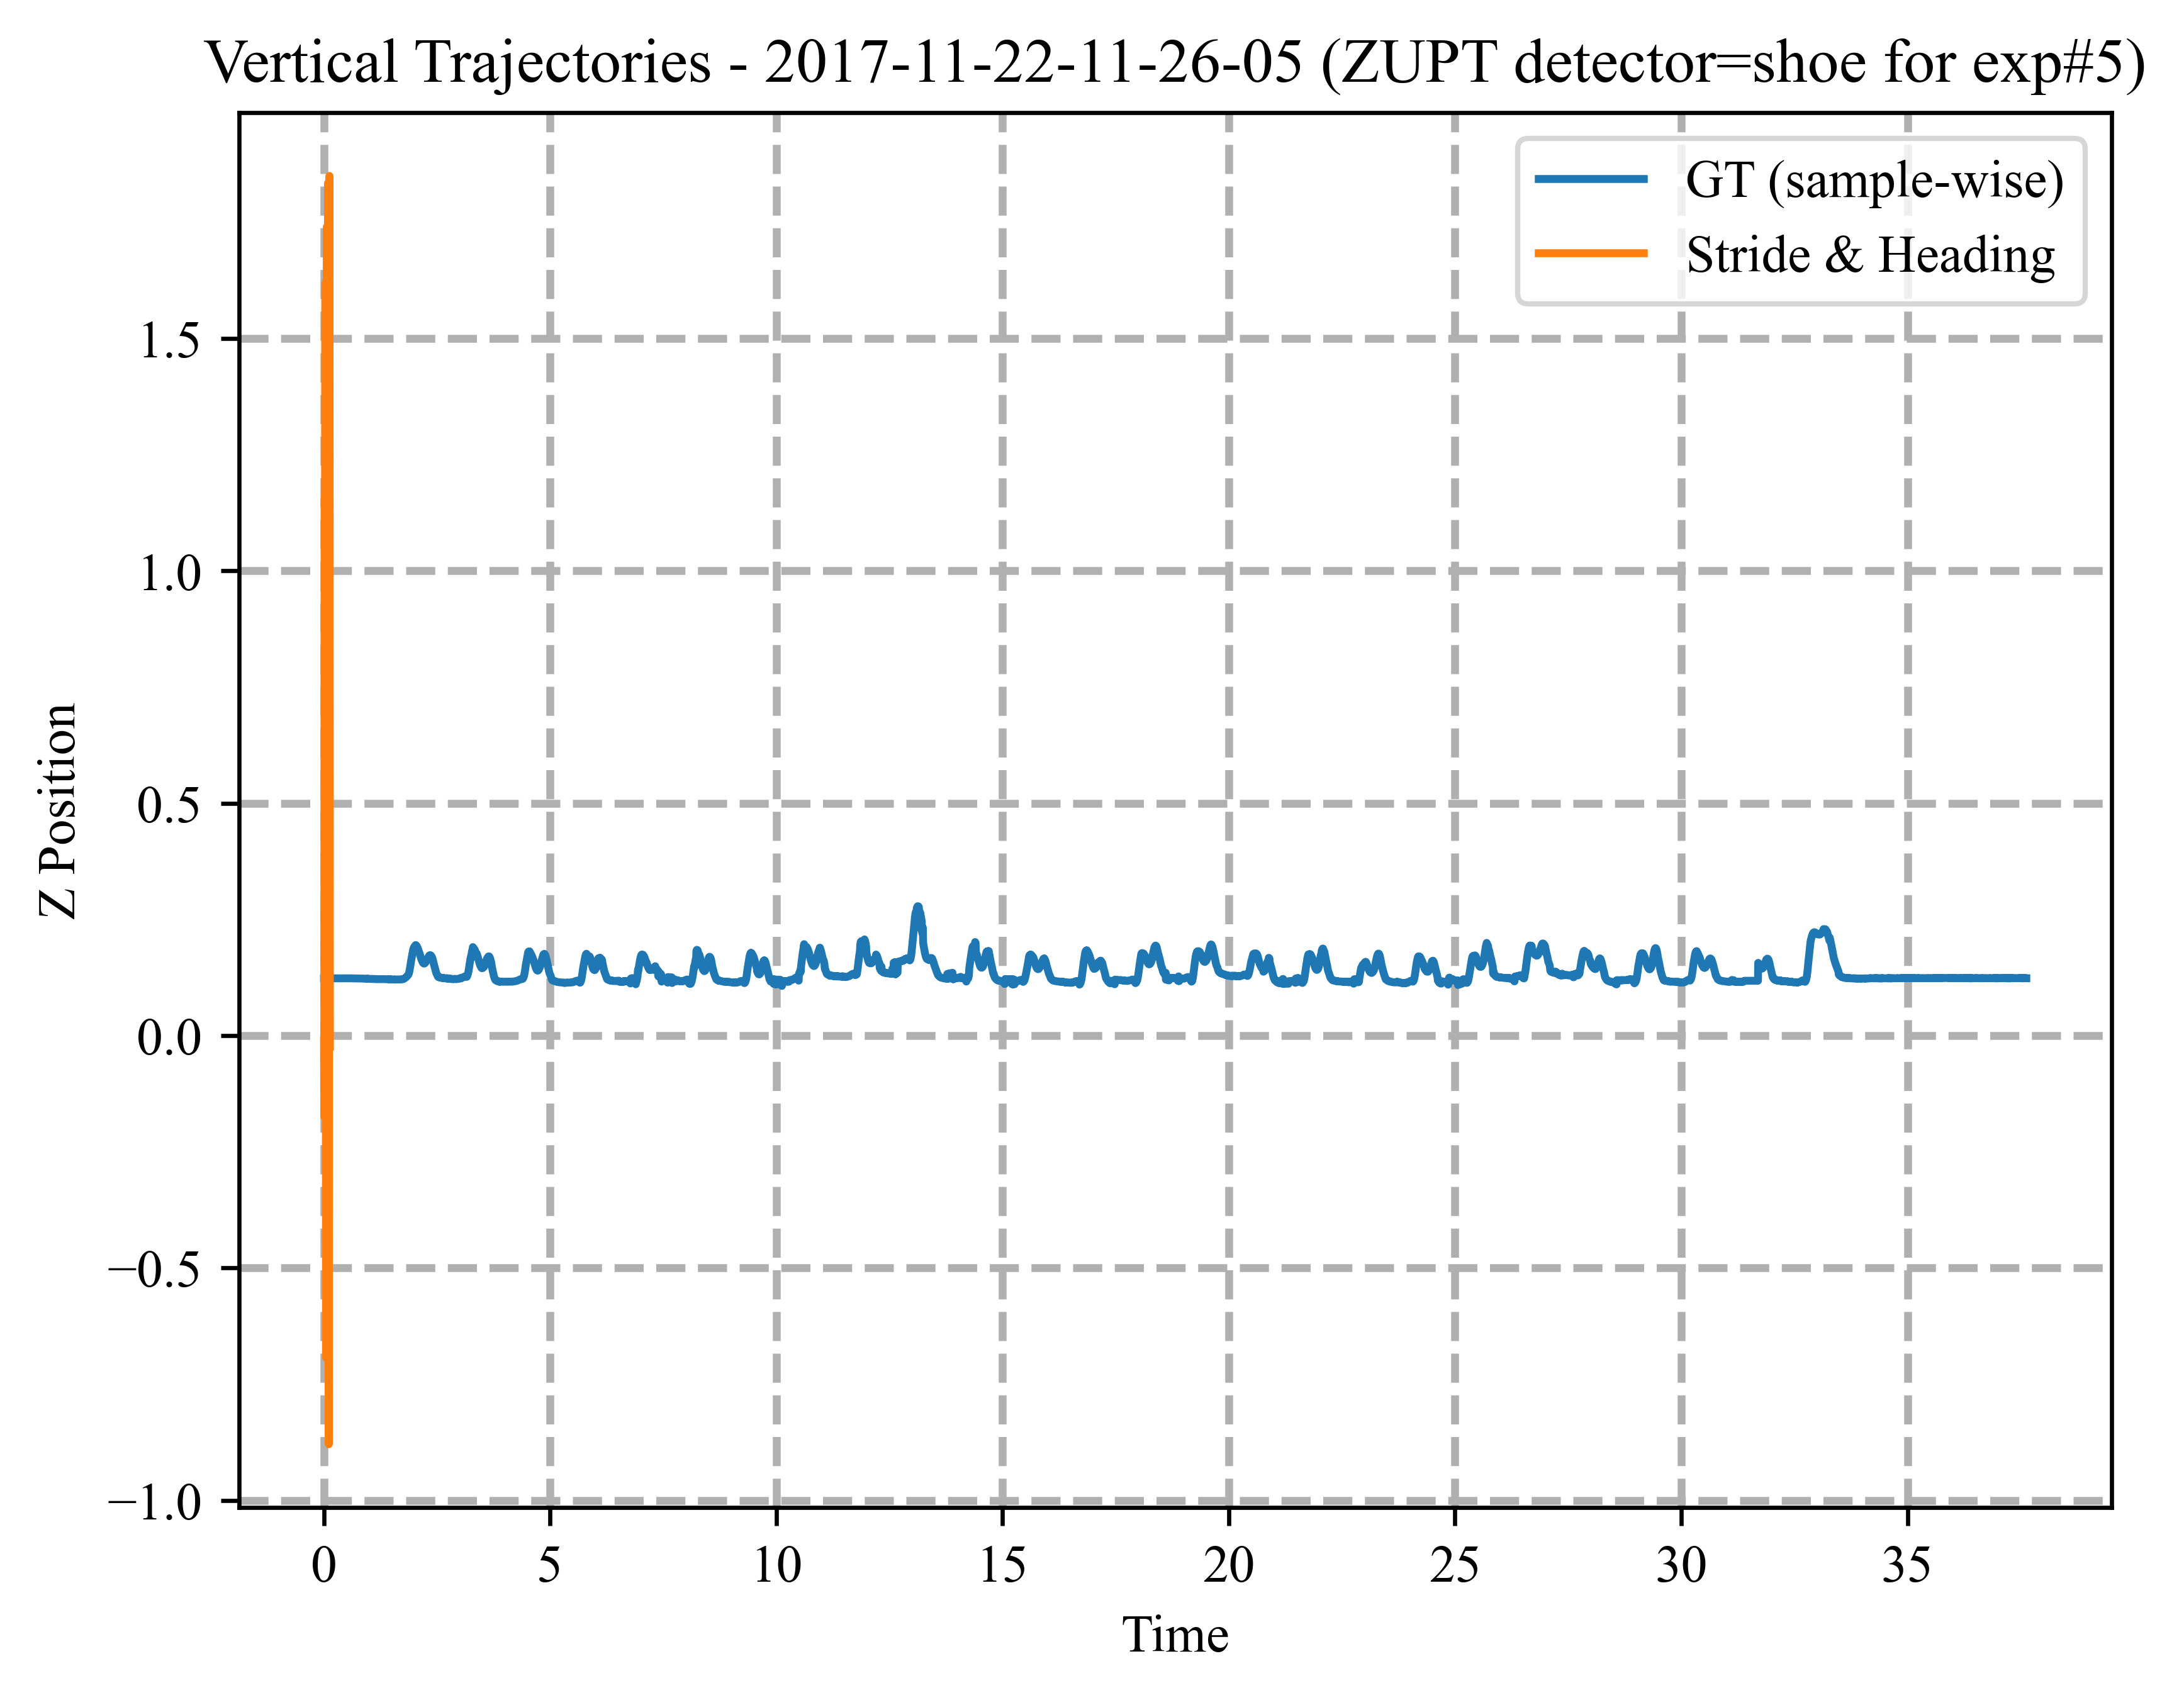 Vertical Trajectories - 2017-11-22-11-26-05 (ZUPT detector=shoe for exp#5)
GT (sample-wise)
Stride & Heading
1.5
1.0
0.5
0.0
−0.5
−1.0
Z Position
0 5 10 15 20 25 30 35
Time